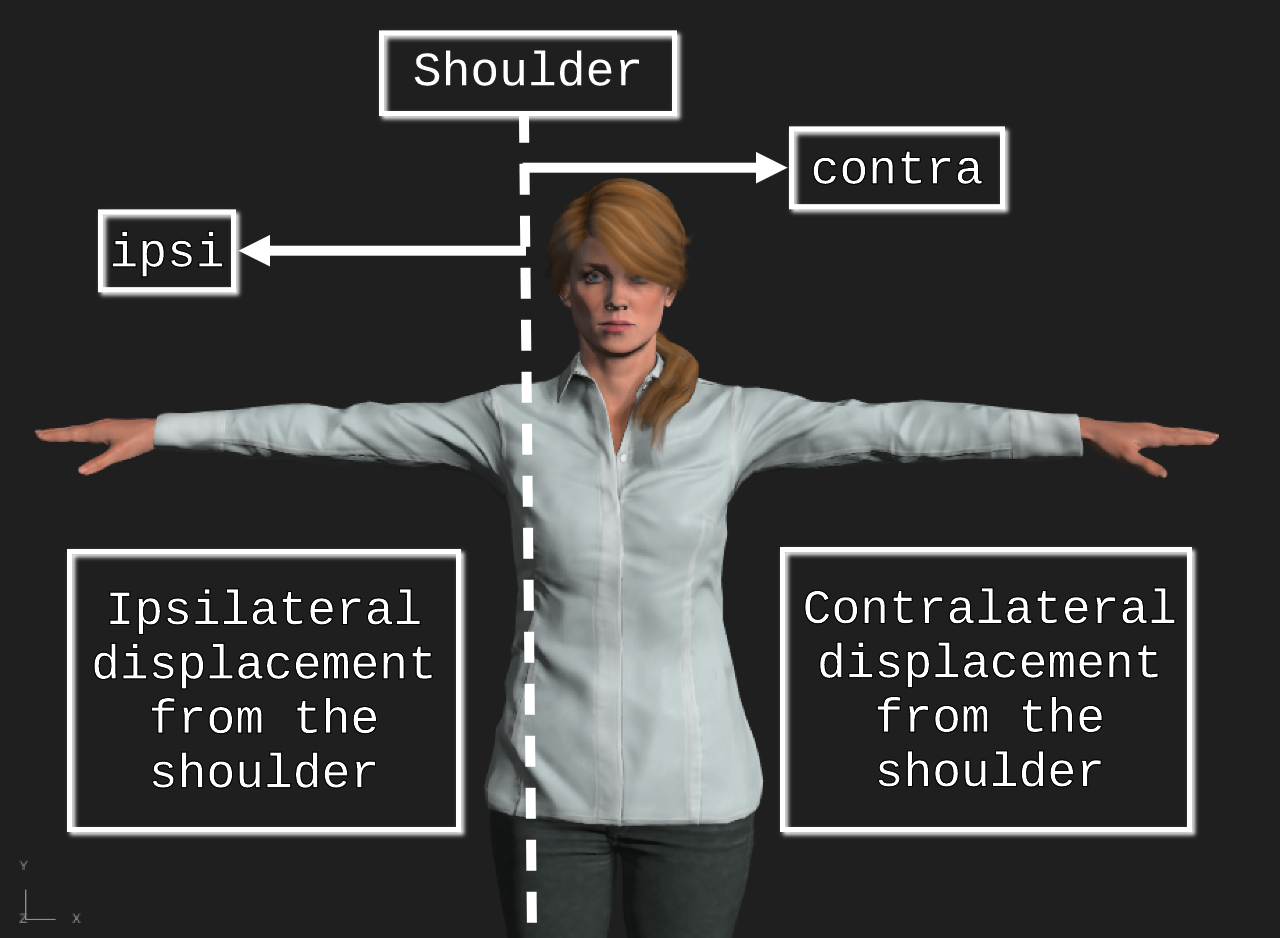 Shoulder
contra
ipsi
Ipsilateral
displacement
from the
shoulder
Contralateral
displacement
from the
shoulder
Y
Z
X